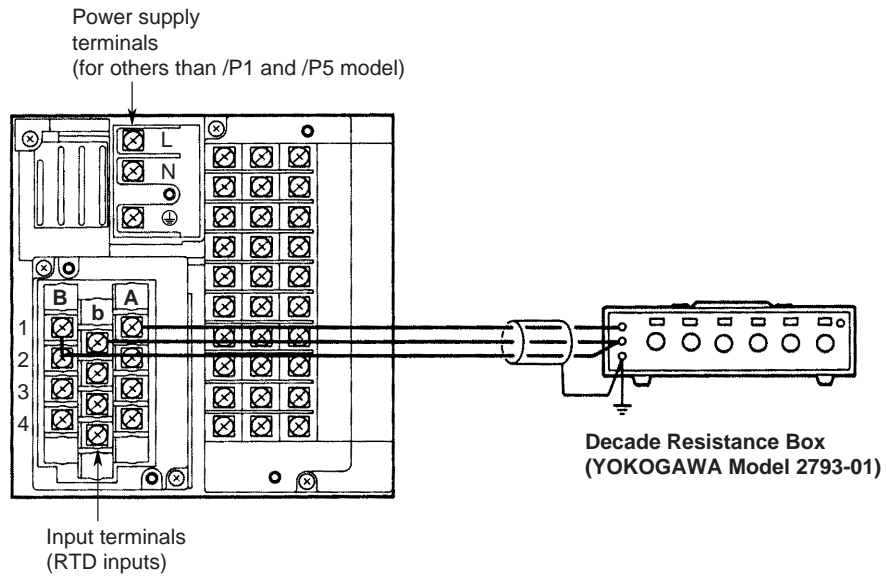 Power supply
terminals
(for others than /P1 and /P5 model)
L
N
B
b
A
1
2
3
4
Decade Resistance Box
(YOKOGAWA Model 2793-01)
Input terminals
(RTD inputs)